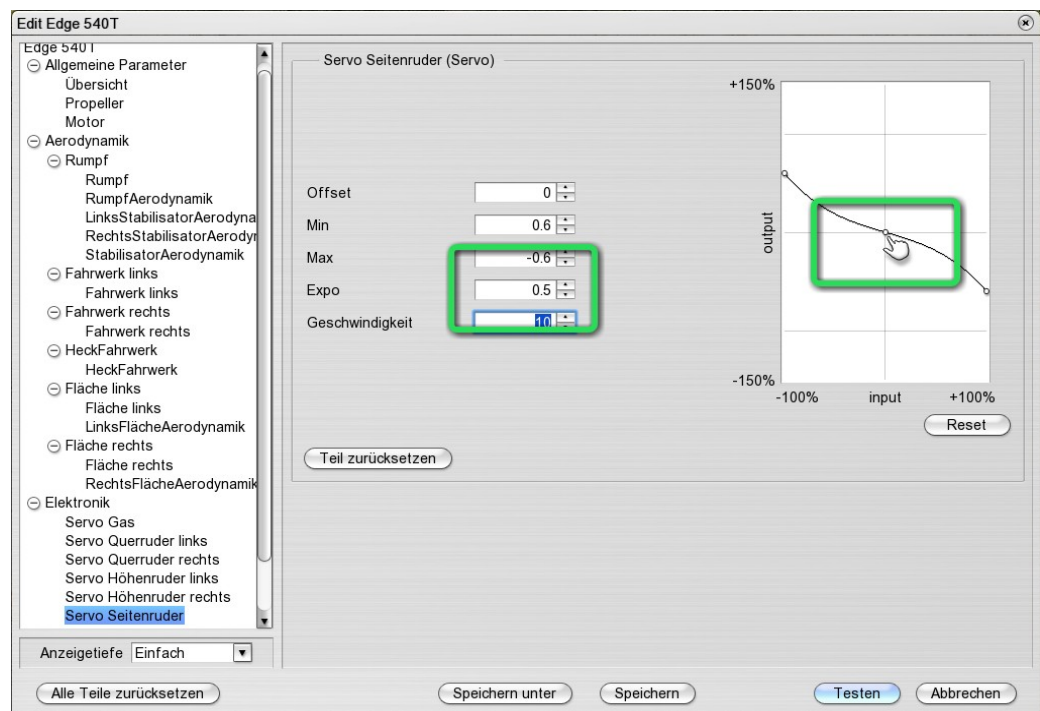 Edit Edge 540T
Edge 540T
Allgemeine Parameter
Übersicht
Propeller
Motor
Aerodynamik
Rumpf
Rumpf
RumpfAerodynamik
LinksStabilisatorAerodyna
RechtsStabilisatorAerodyn
StabilisatorAerodynamik
Fahrwerk links
Fahrwerk links
Fahrwerk rechts
Fahrwerk rechts
HeckFahrwerk
HeckFahrwerk
Fläche links
Fläche links
LinksFlächeAerodynamik
Fläche rechts
Fläche rechts
RechtsFlächeAerodynamik
Elektronik
Servo Gas
Servo Querruder links
Servo Querruder rechts
Servo Höhenruder links
Servo Höhenruder rechts
Servo Seitenruder
Anzeigetiefe Einfach
Servo Seitenruder (Servo)
Offset 0
Min 0.6
Max -0.6
Expo 0.5
Geschwindigkeit 10
Teil zurücksetzen
+150%
output
-150%
-100% input +100%
Reset
Alle Teile zurücksetzen
Speichern unter
Speichern
Testen
Abbrechen